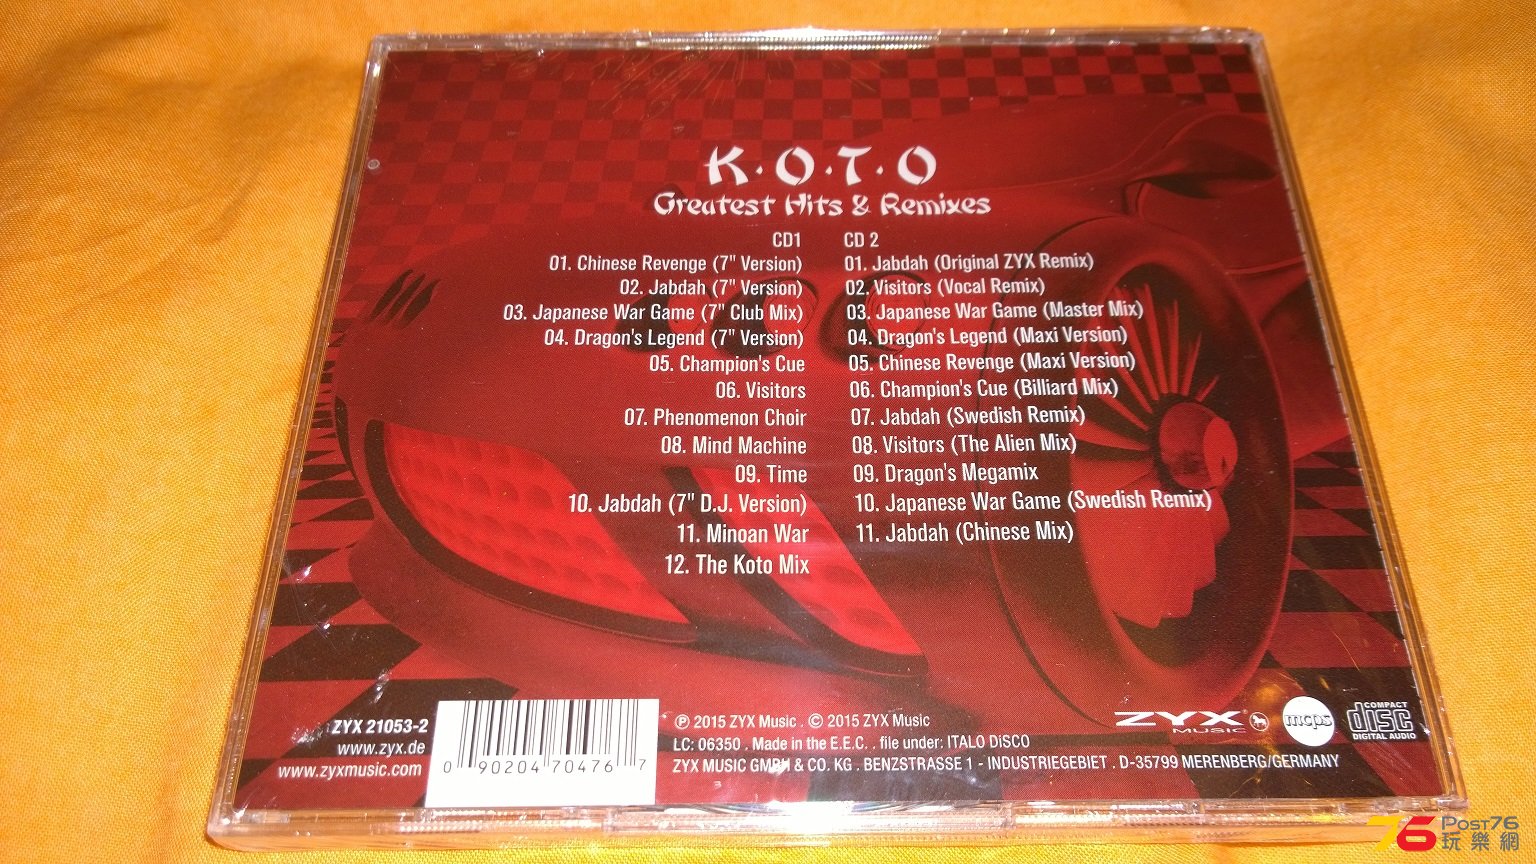 K·O·T·O
Greatest Hits & Remixes
CD1
01. Chinese Revenge (7" Version)
02. Jabdah (7" Version)
03. Japanese War Game (7" Club Mix)
04. Dragon's Legend (7" Version)
05. Champion's Cue
06. Visitors
07. Phenomenon Choir
08. Mind Machine
09. Time
10. Jabdah (7" D.J. Version)
11. Minoan War
12. The Koto Mix
CD 2
01. Jabdah (Original ZYX Remix)
02. Visitors (Vocal Remix)
03. Japanese War Game (Master Mix)
04. Dragon's Legend (Maxi Version)
05. Chinese Revenge (Maxi Version)
06. Champion's Cue (Billiard Mix)
07. Jabdah (Swedish Remix)
08. Visitors (The Alien Mix)
09. Dragon's Megamix
10. Japanese War Game (Swedish Remix)
11. Jabdah (Chinese Mix)
ZYX 21053-2
www.zyx.de
www.zyxmusic.com
0 90204 70476 7
℗ 2015 ZYX Music . © 2015 ZYX Music
LC: 06350 . Made in the E.E.C. . file under: ITALO DiSCO
ZYX MUSIC GMBH & CO. KG . BENZSTRASSE 1 - INDUSTRIEGEBIET . D-35799 MERENBERG/GERMANY
ZYX®
MUSIC
mcps
COMPACT
disc
DIGITAL AUDIO
76 POST76
玩樂網